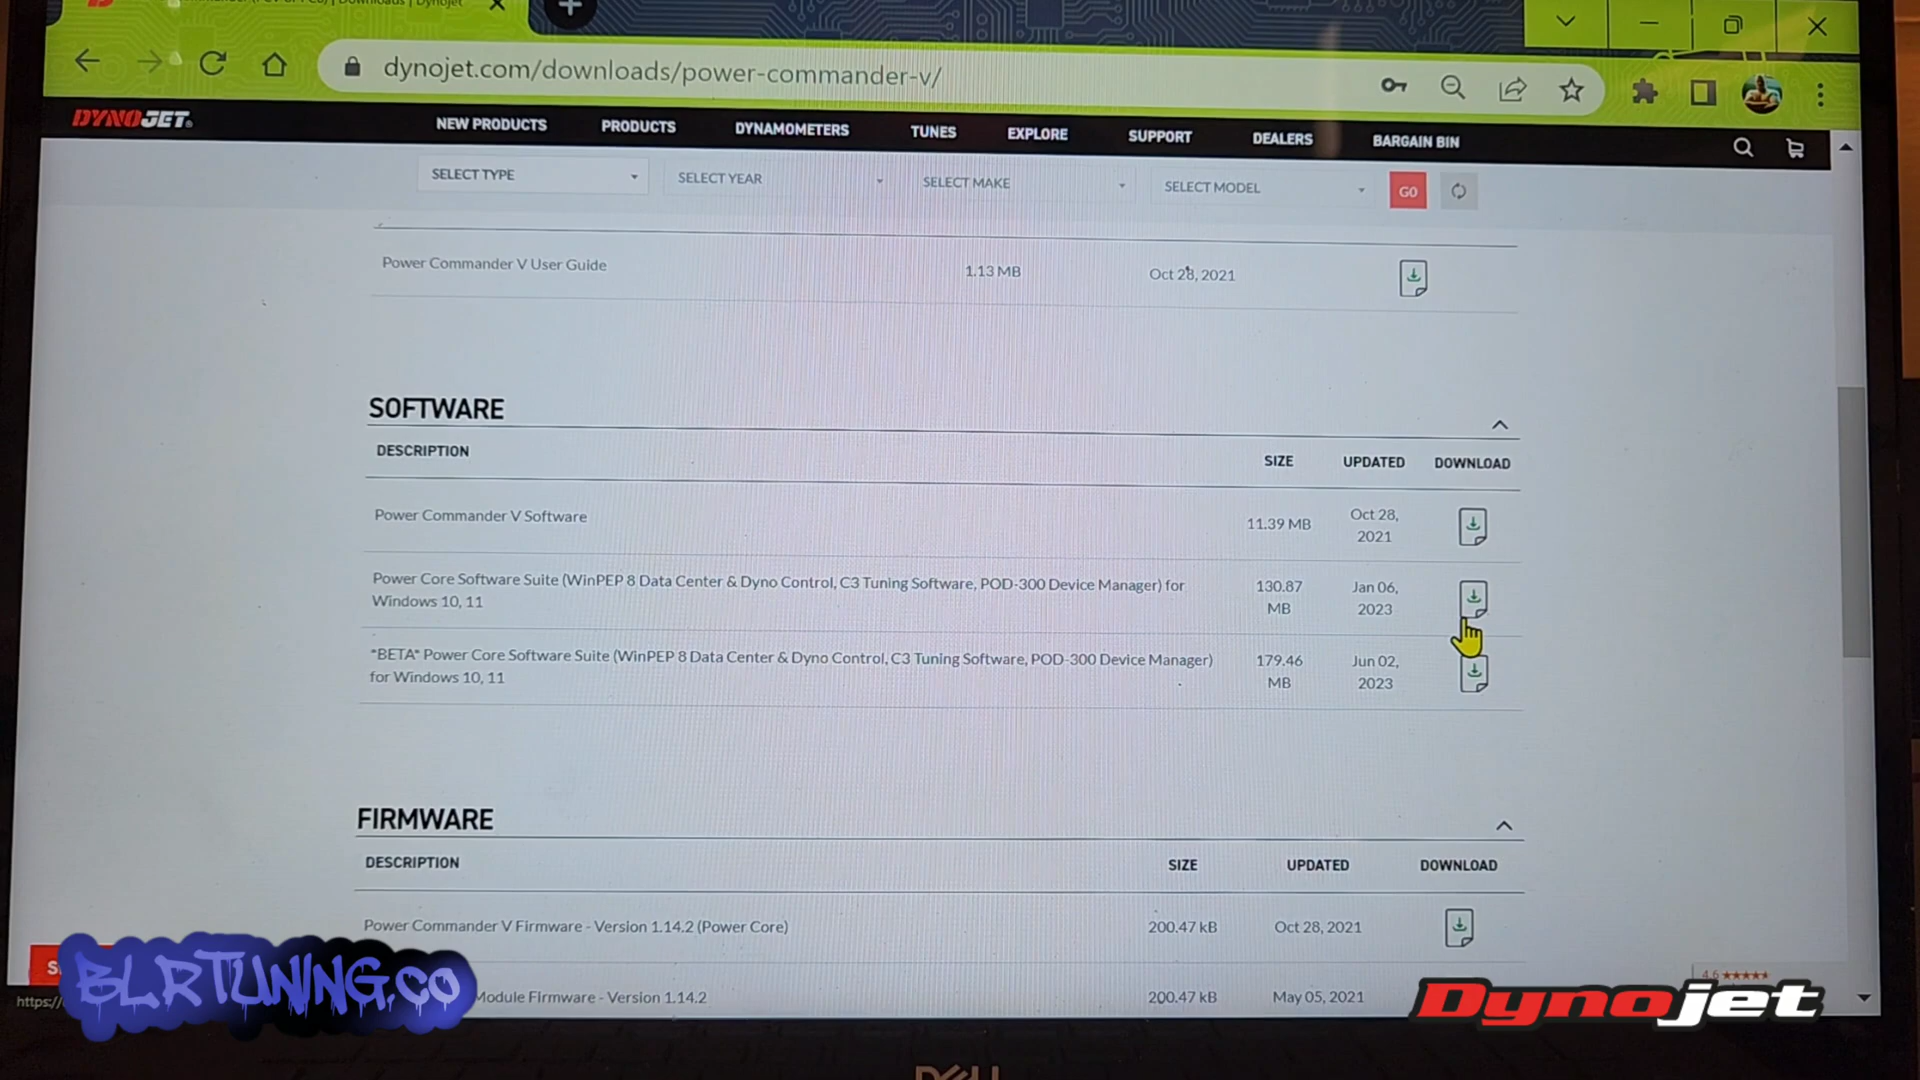 Downloads | Dynojet
dynojet.com/downloads/power-commander-v/
DYNOJET
NEW PRODUCTS PRODUCTS DYNAMOMETERS TUNES EXPLORE SUPPORT DEALERS BARGAIN BIN
SELECT TYPE SELECT YEAR SELECT MAKE SELECT MODEL GO
Power Commander V User Guide 1.13 MB Oct 28, 2021
SOFTWARE
DESCRIPTION SIZE UPDATED DOWNLOAD
Power Commander V Software 11.39 MB Oct 28,
2021
Power Core Software Suite (WinPEP 8 Data Center & Dyno Control, C3 Tuning Software, POD-300 Device Manager) for 130.87 Jan 06,
Windows 10, 11 MB 2023
*BETA* Power Core Software Suite (WinPEP 8 Data Center & Dyno Control, C3 Tuning Software, POD-300 Device Manager) 179.46 Jun 02,
for Windows 10, 11 MB 2023
FIRMWARE
DESCRIPTION SIZE UPDATED DOWNLOAD
Power Commander V Firmware - Version 1.14.2 (Power Core) 200.47 kB Oct 28, 2021
4.6 ★★★★★
Module Firmware - Version 1.14.2 200.47 kB May 05, 2021
https://
BLRTUNING.CO
Dynojet
DELL